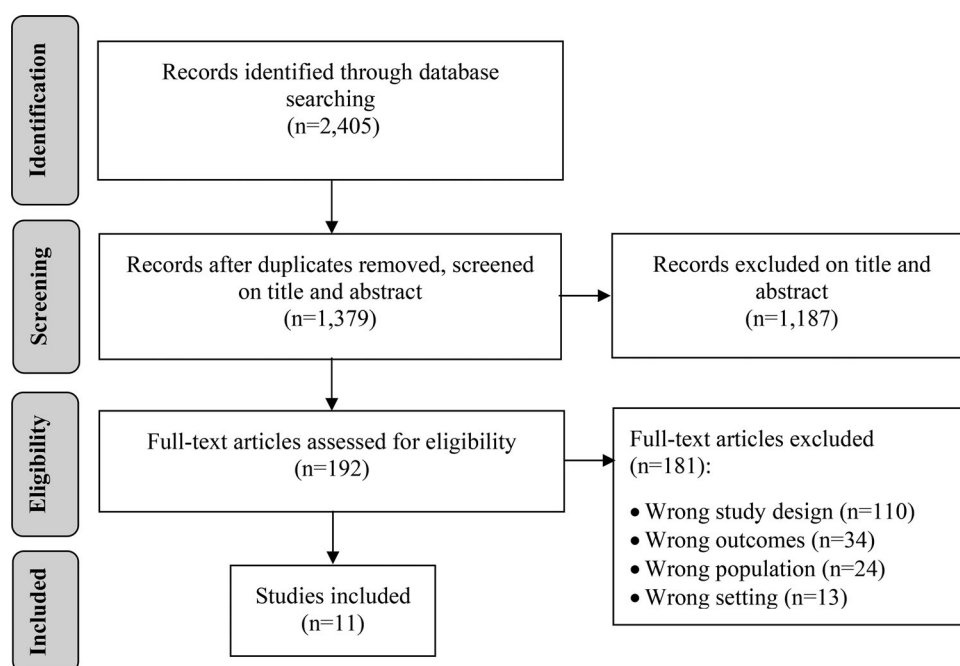 Identification
Records identified through database
searching
(n=2,405)
Screening
Records after duplicates removed, screened
on title and abstract
(n=1,379)
Records excluded on title and
abstract
(n=1,187)
Eligibility
Full-text articles assessed for eligibility
(n=192)
Full-text articles excluded
(n=181):
• Wrong study design (n=110)
• Wrong outcomes (n=34)
• Wrong population (n=24)
• Wrong setting (n=13)
Included
Studies included
(n=11)